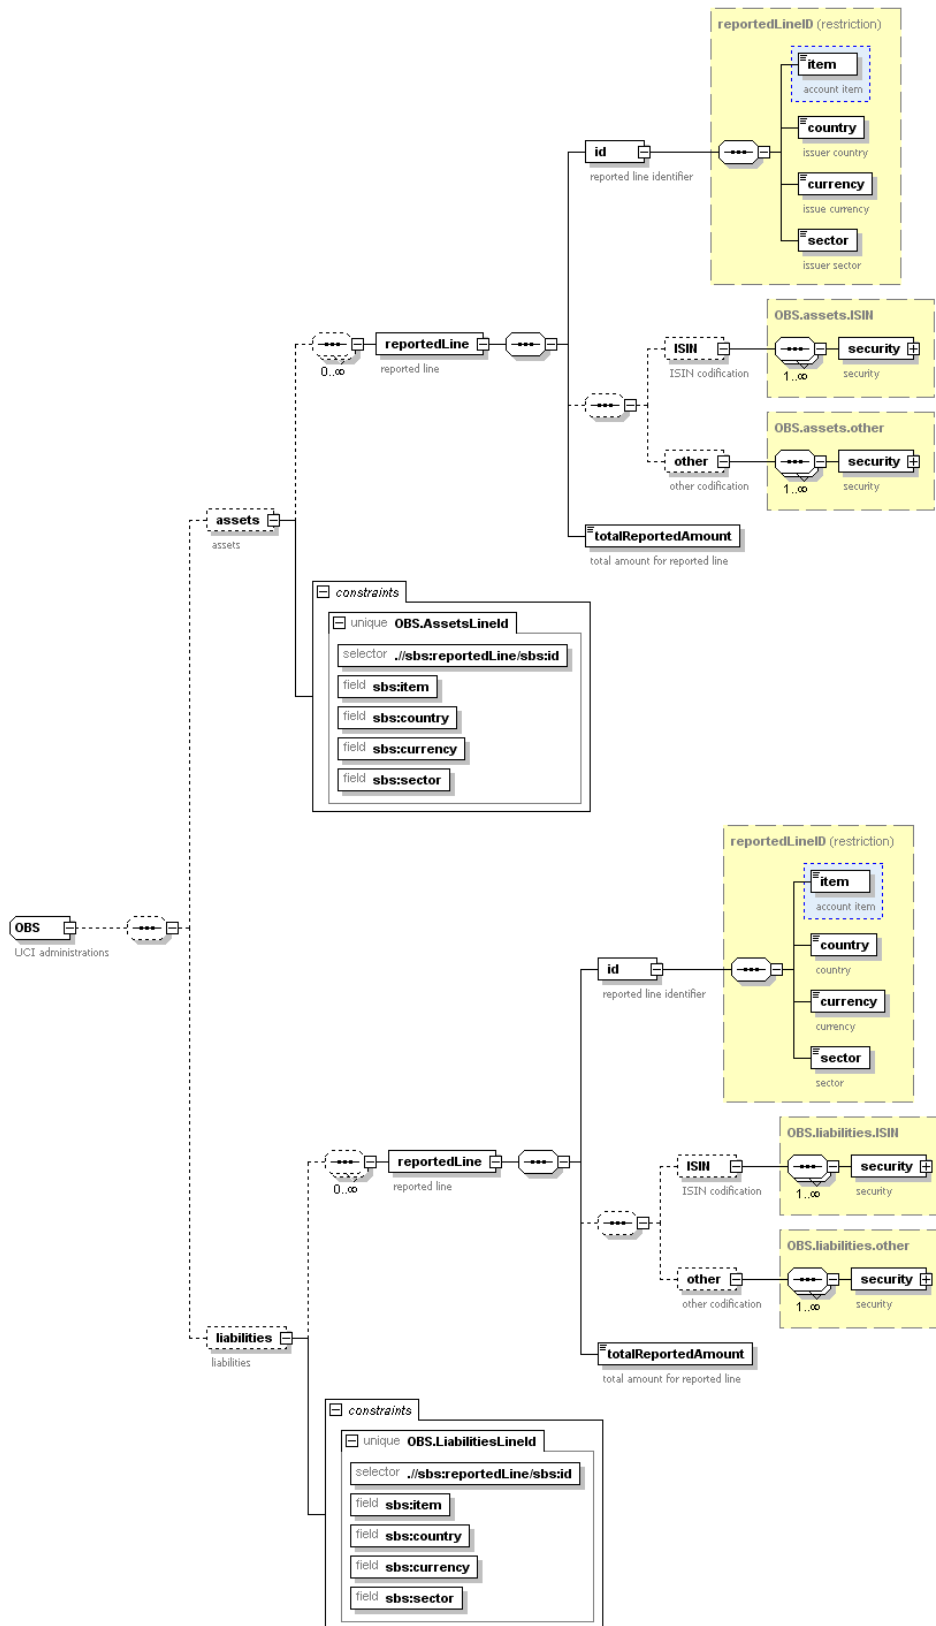 reportedLineID (restriction)
item
account item
country
issuer country
id
reported line identifier
currency
issue currency
sector
issuer sector
OBS.assets.ISIN
reportedLine
reported line
0..∞
ISIN
ISIN codification
security
security
1..∞
OBS.assets.other
other
other codification
security
security
1..∞
assets
assets
totalReportedAmount
total amount for reported line
constraints
unique OBS.AssetsLineId
selector .//sbs:reportedLine/sbs:id
field sbs:item
field sbs:country
field sbs:currency
field sbs:sector
OBS
UCI administrations
reportedLineID (restriction)
item
account item
country
country
id
reported line identifier
currency
currency
sector
sector
OBS.liabilities.ISIN
reportedLine
reported line
0..∞
ISIN
ISIN codification
security
security
1..∞
OBS.liabilities.other
other
other codification
security
security
1..∞
liabilities
liabilities
totalReportedAmount
total amount for reported line
constraints
unique OBS.LiabilitiesLineId
selector .//sbs:reportedLine/sbs:id
field sbs:item
field sbs:country
field sbs:currency
field sbs:sector